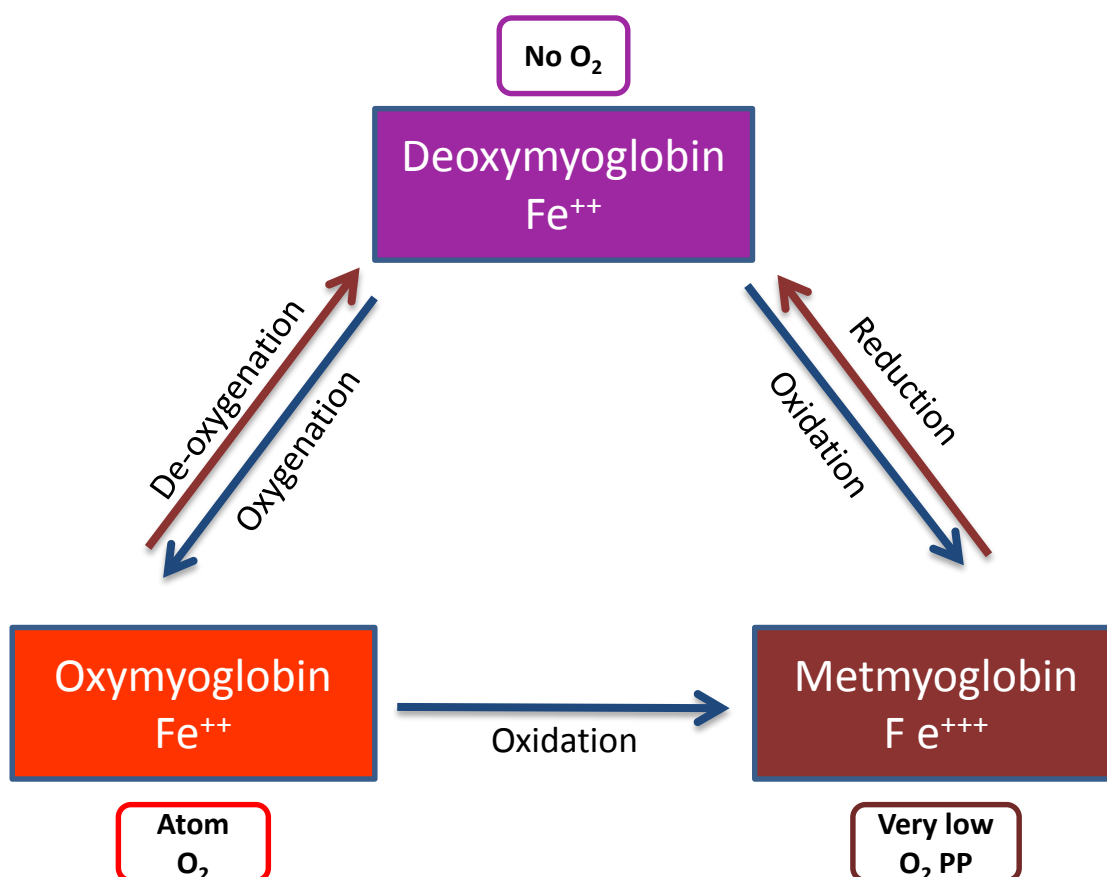 No O₂
Deoxymyoglobin
Fe⁺⁺
De-oxygenation
Oxygenation
Oxidation
Reduction
Oxymyoglobin
Fe⁺⁺
Oxidation
Metmyoglobin
F e⁺⁺⁺
Atom
O₂
Very low
O₂ PP